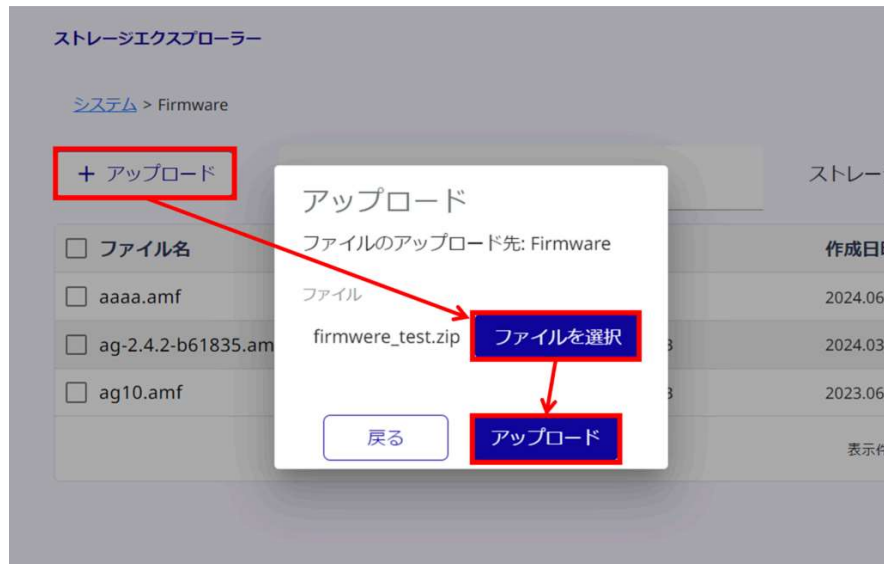 ストレージエクスプローラー
システム > Firmware
+ アップロード
ストレー
アップロード
ファイルのアップロード先: Firmware
ファイル名
作成日
ファイル
aaaa.amf
2024.06
firmwere_test.zip
ファイルを選択
ag-2.4.2-b61835.am
2024.03
ag10.amf
2023.06
戻る
アップロード
表示件